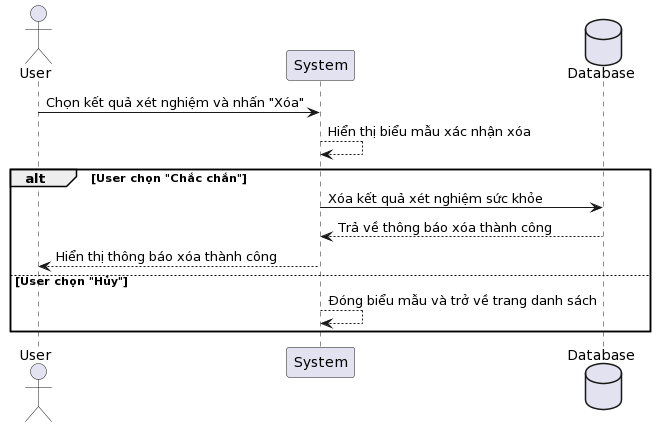 User
System
Database
Chọn kết quả xét nghiệm và nhấn "Xóa"
Hiển thị biểu mẫu xác nhận xóa
alt [User chọn "Chắc chắn"]
Xóa kết quả xét nghiệm sức khỏe
Trả về thông báo xóa thành công
Hiển thị thông báo xóa thành công
[User chọn "Hủy"]
Đóng biểu mẫu và trở về trang danh sách
User
System
Database